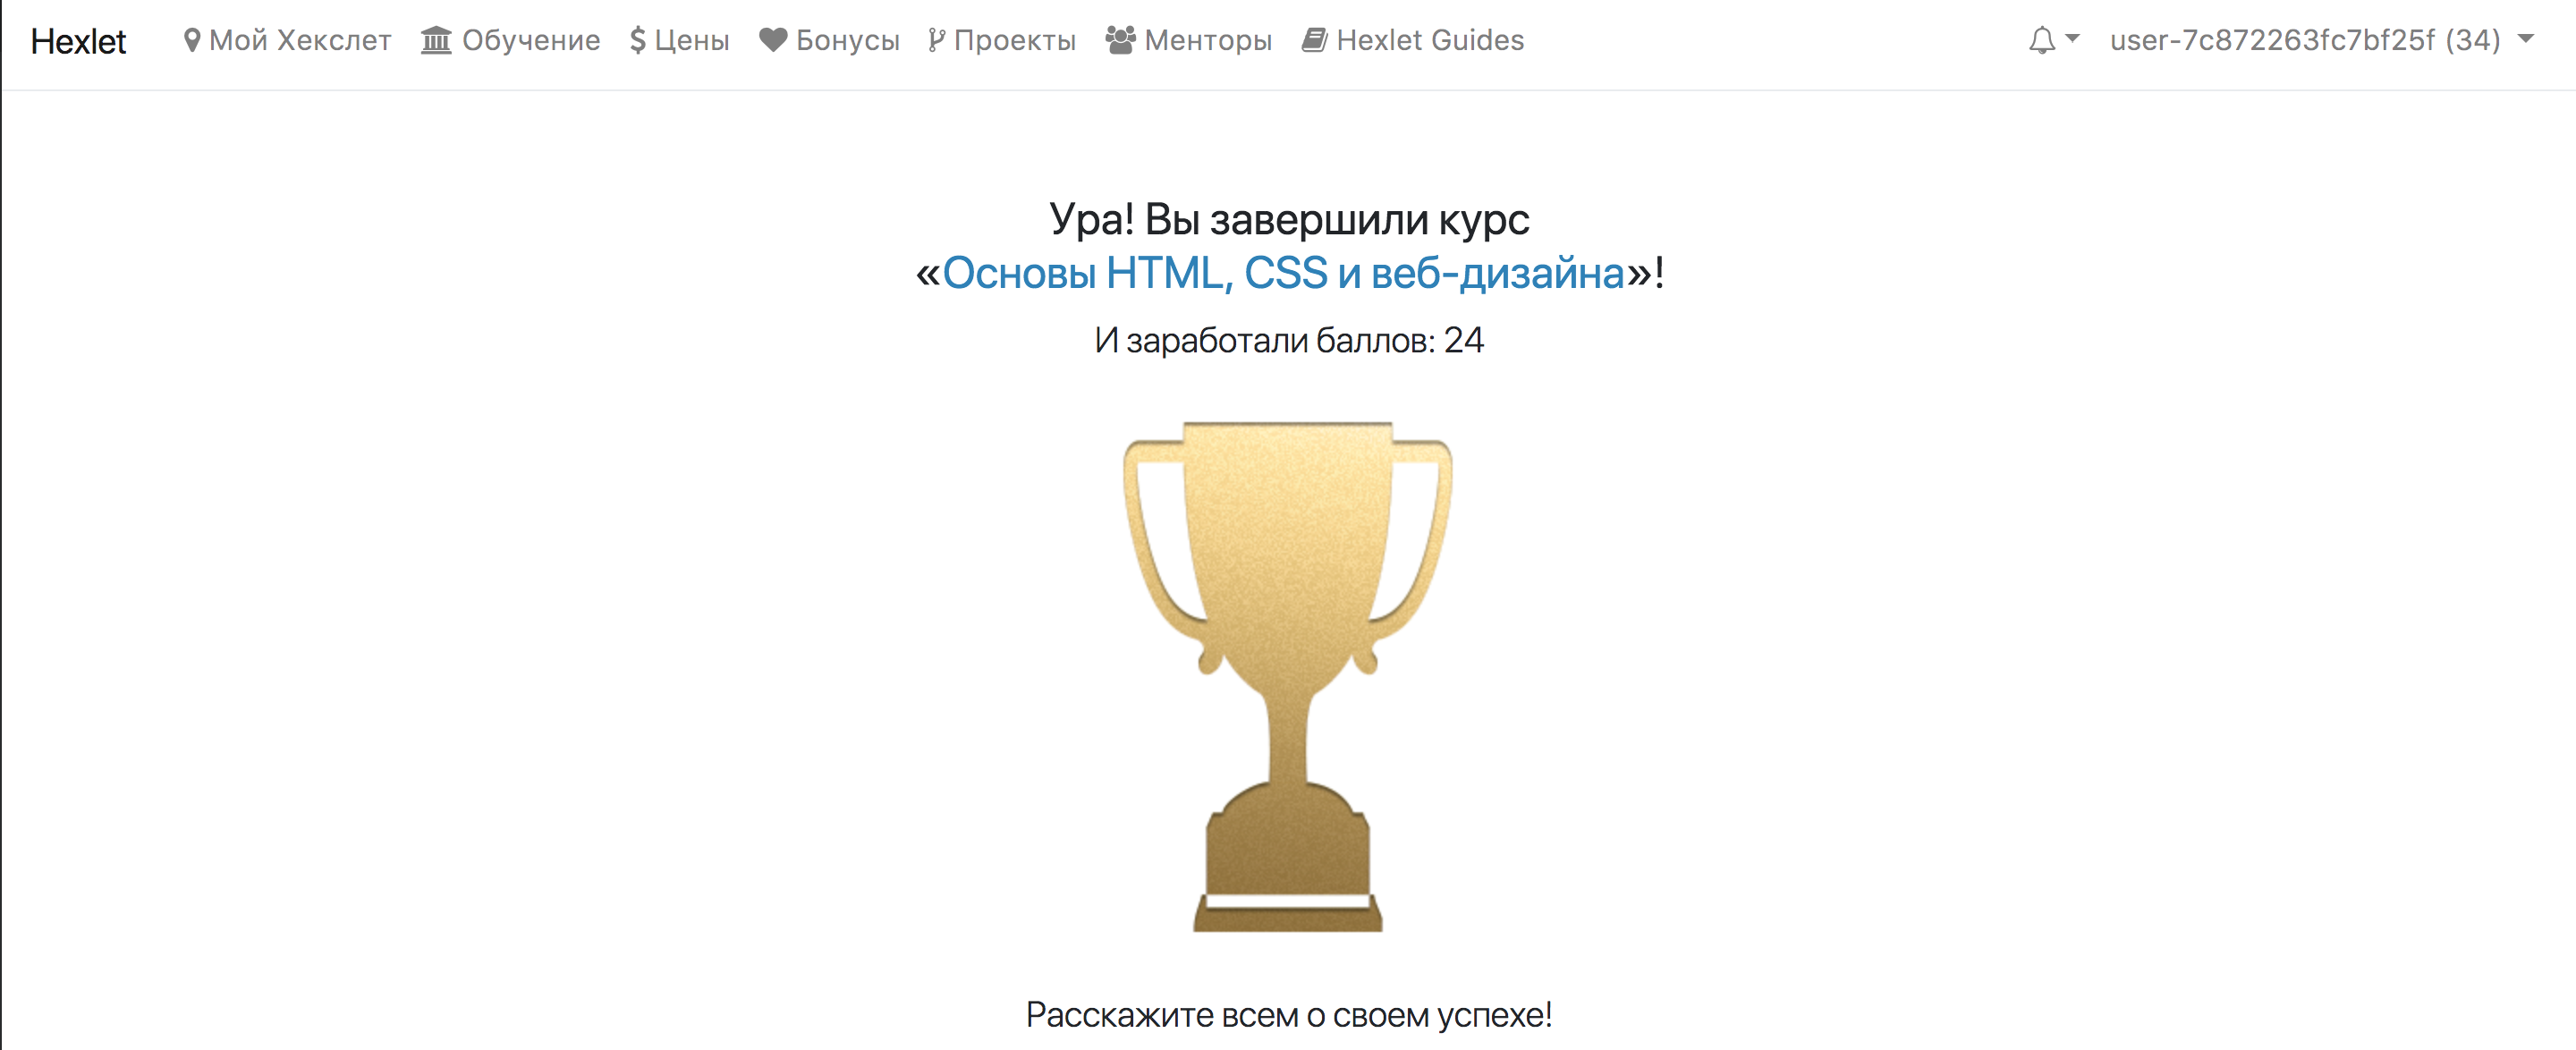 Hexlet Мой Хекслет Обучение Цены Бонусы Проекты Менторы Hexlet Guides user-7c872263fc7bf25f (34)
Ура! Вы завершили курс
«Основы HTML, CSS и веб-дизайна»!
И заработали баллов: 24
Расскажите всем о своем успехе!